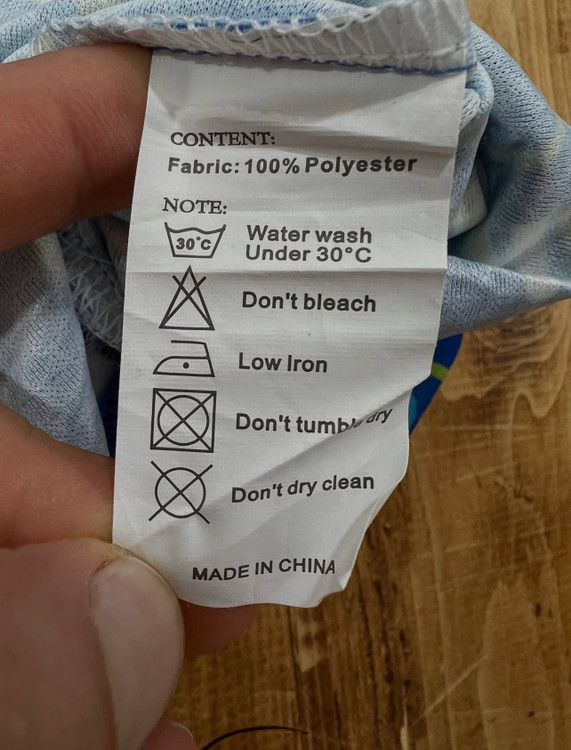 CONTENT:
Fabric: 100% Polyester
NOTE:
30°C
Water wash
Under 30°C
Don't bleach
Low Iron
Don't tumble dry
Don't dry clean
MADE IN CHINA